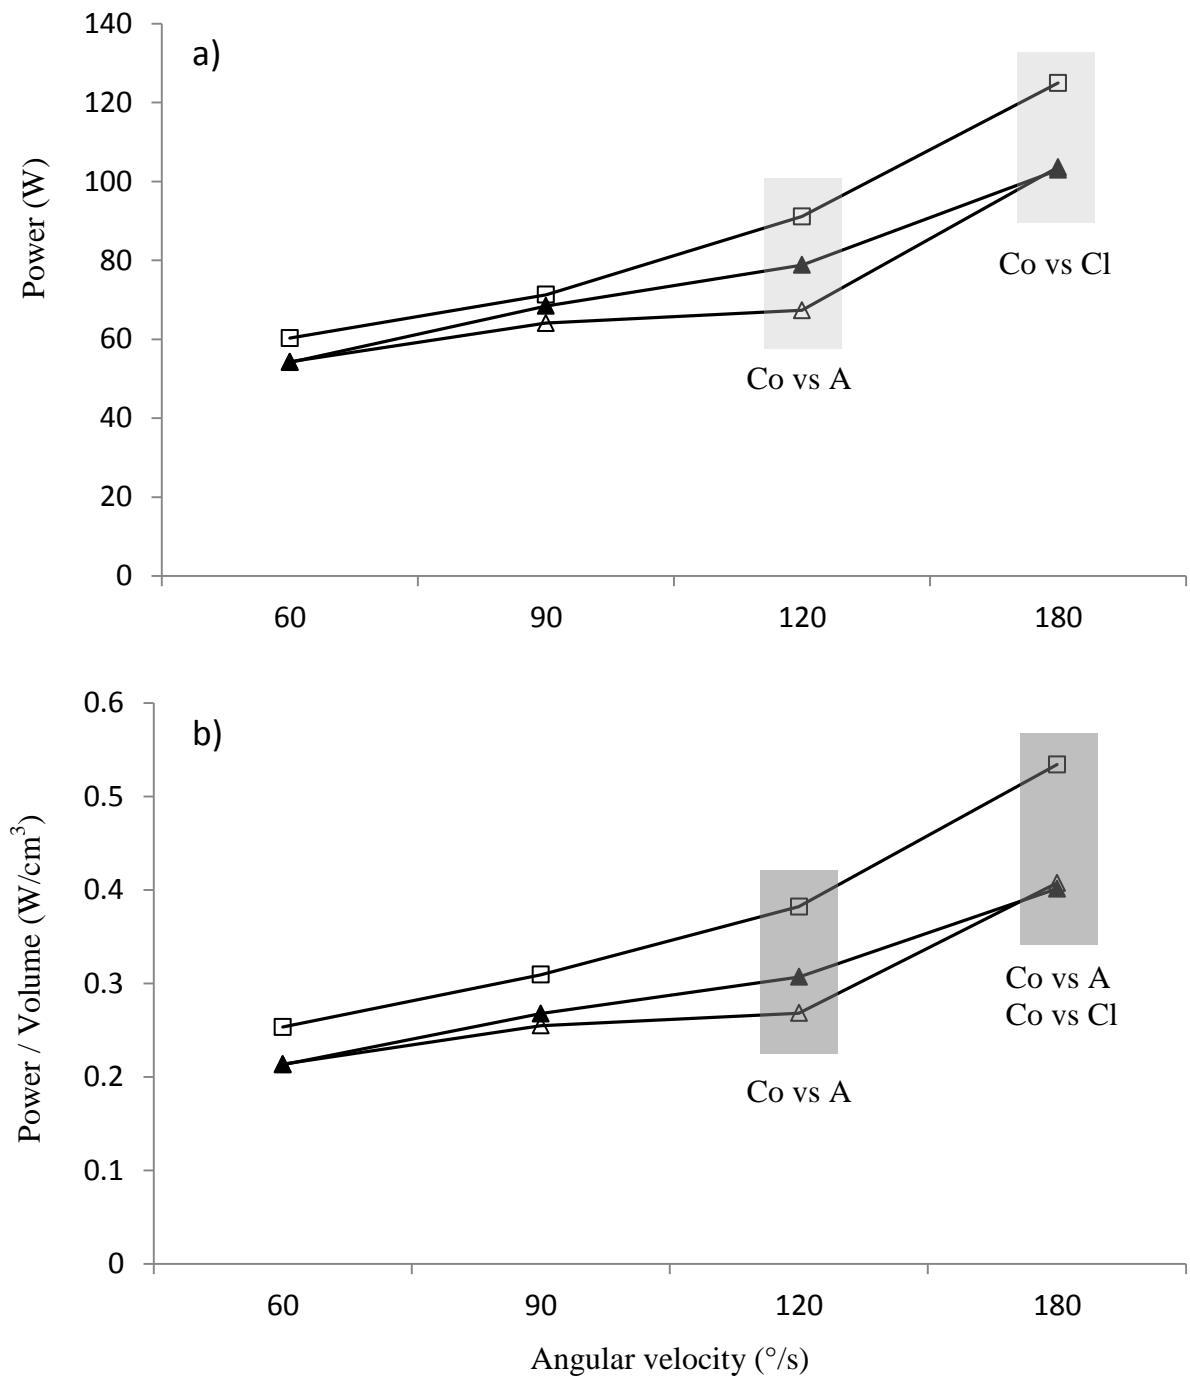 a)
Power (W)
140
120
100
80
60
40
20
0
Co vs A
Co vs Cl
60 90 120 180
b)
Power / Volume (W/cm³)
0.6
0.5
0.4
0.3
0.2
0.1
0
Co vs A
Co vs A
Co vs Cl
60 90 120 180
Angular velocity (°/s)